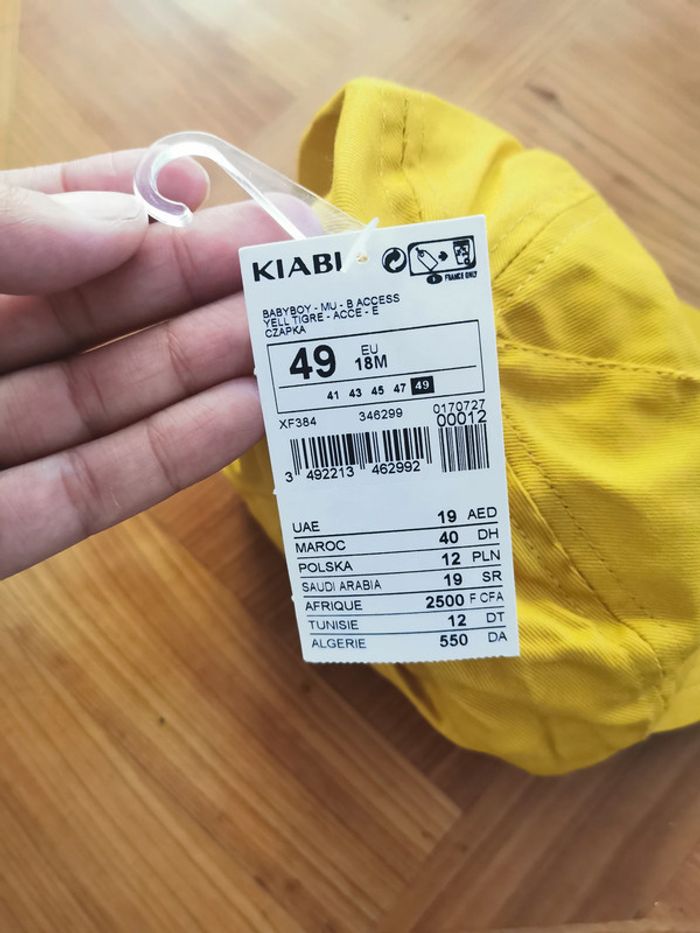 KIABI
FRANCE ONLY
BABYBOY - MU - B ACCESS
YELL TIGRE - ACCE - E
CZAPKA
49 EU
18M
41 43 45 47 49
XF384 346299 0170727
00012
3 492213 462992
UAE 19 AED
MAROC 40 DH
POLSKA 12 PLN
SAUDI ARABIA 19 SR
AFRIQUE 2500 F CFA
TUNISIE 12 DT
ALGERIE 550 DA